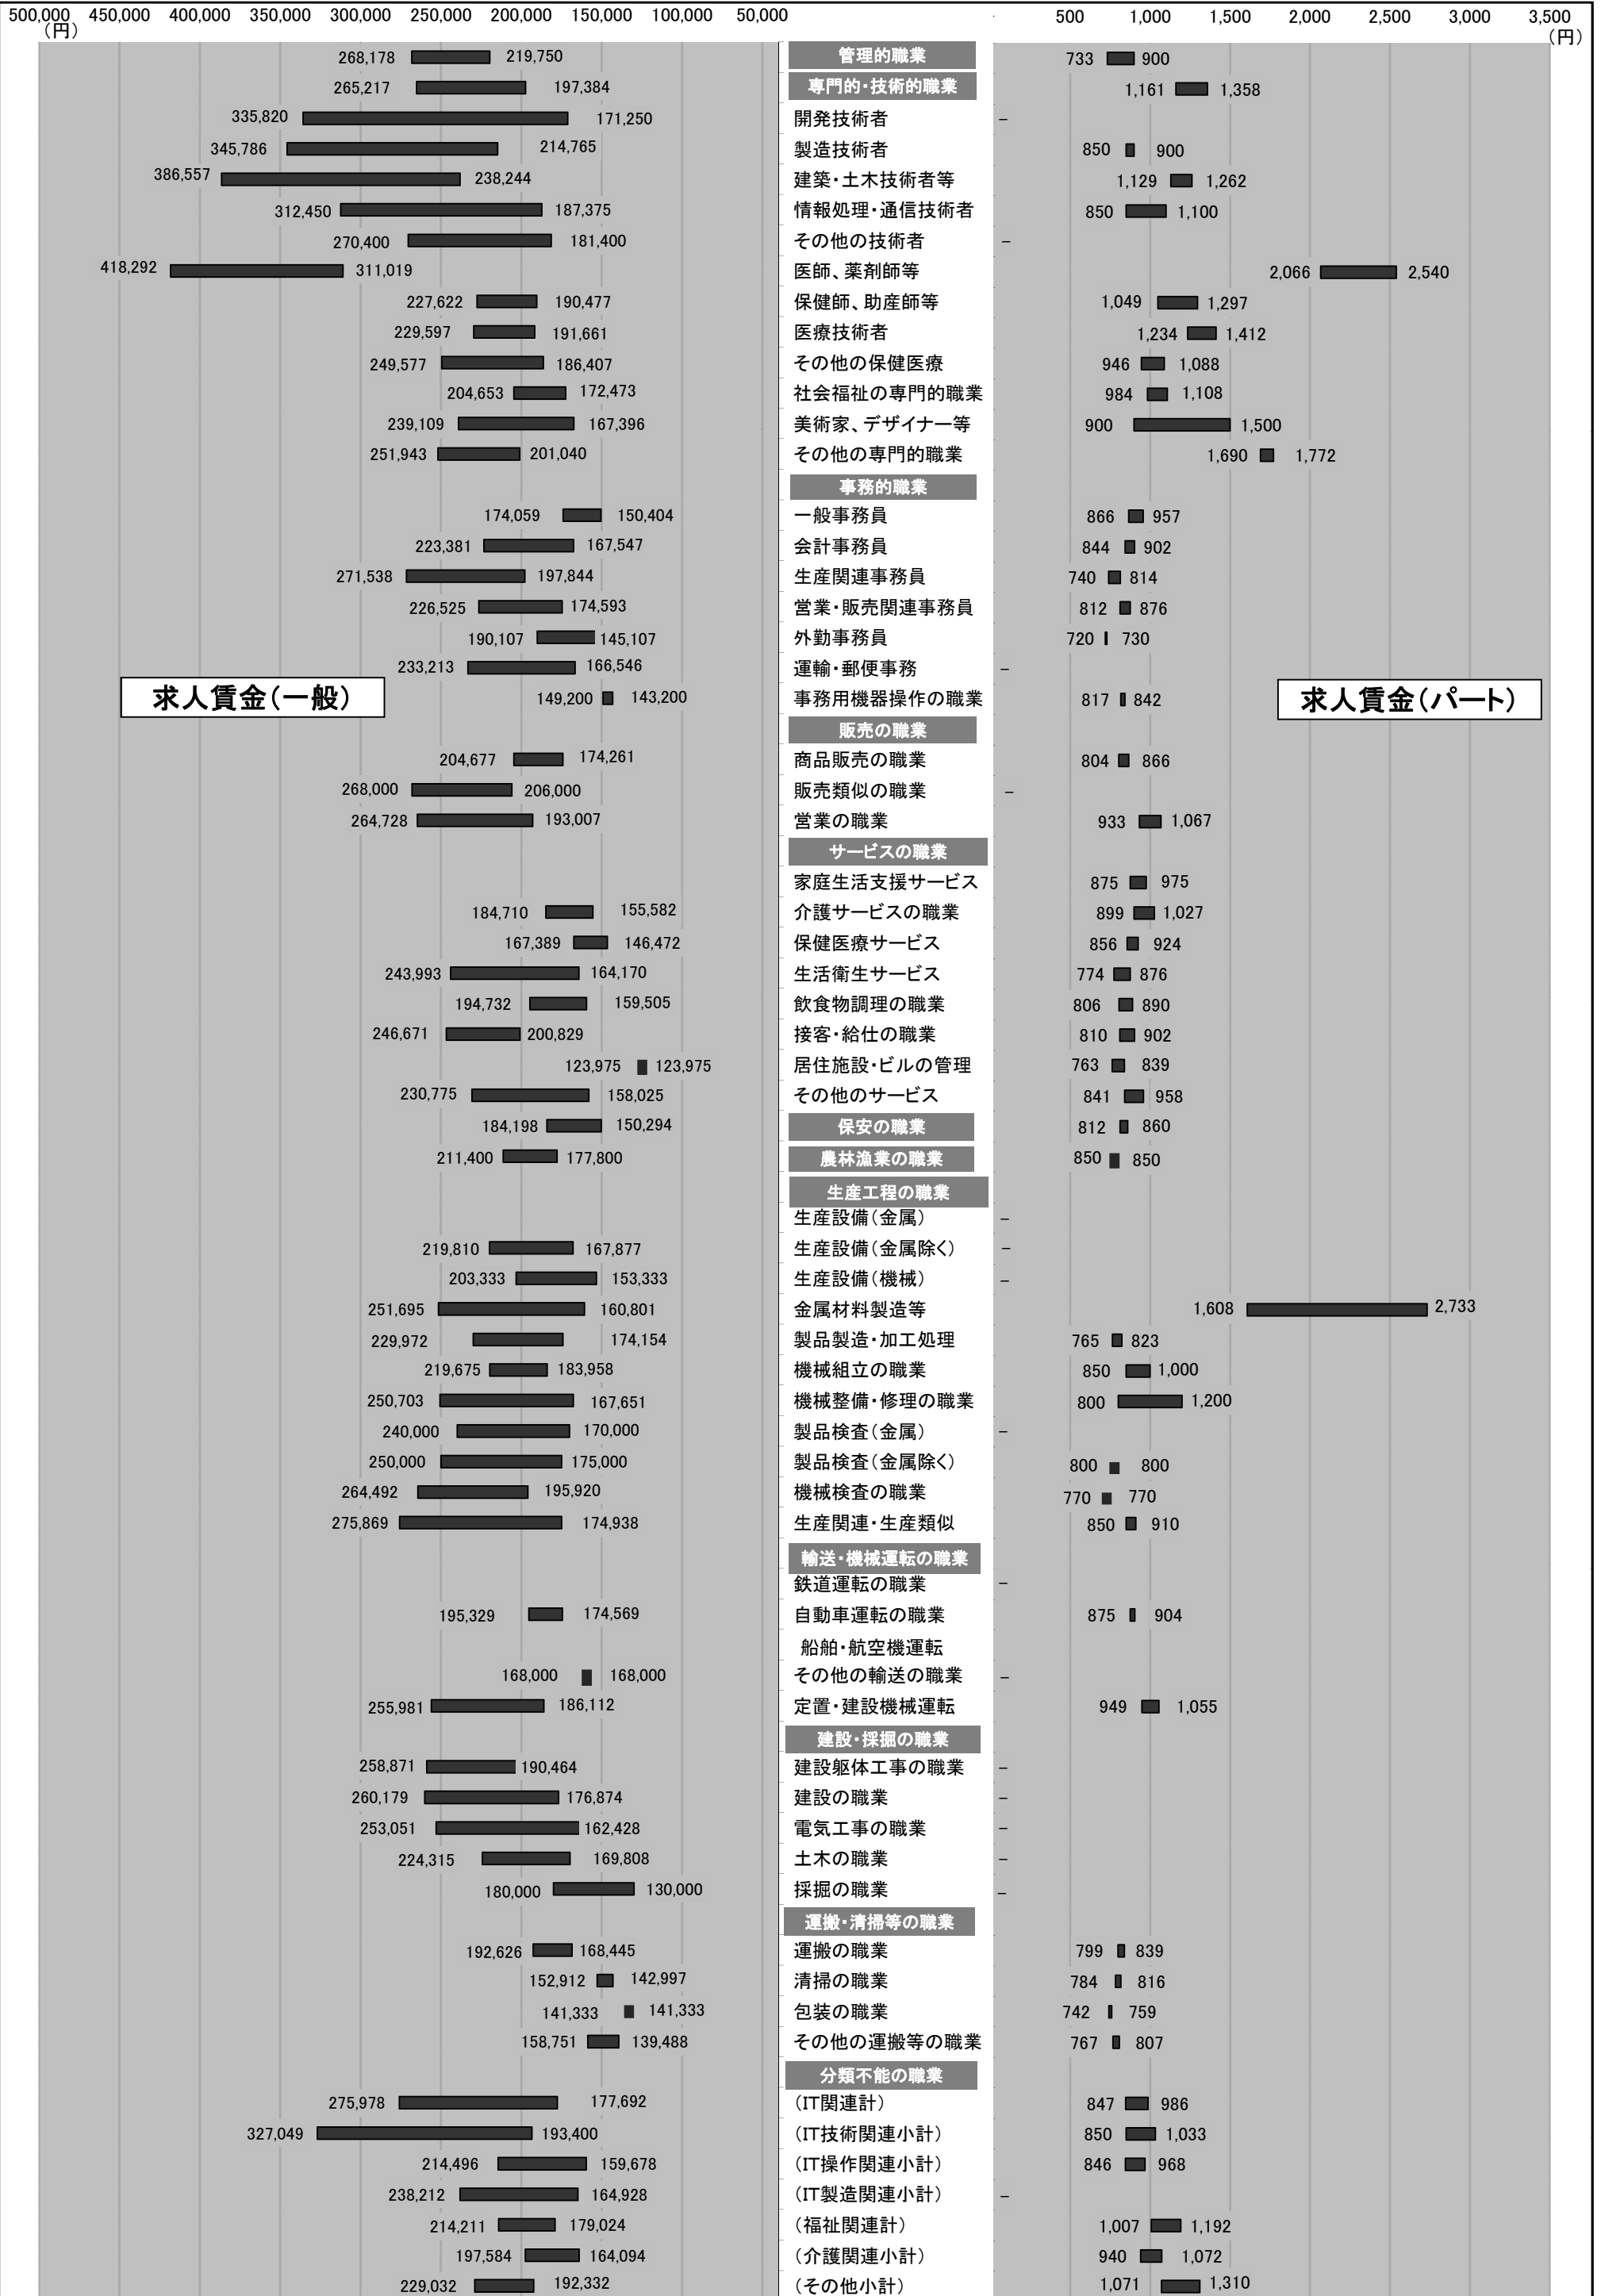 500,000 450,000 400,000 350,000 300,000 250,000 200,000 150,000 100,000 50,000 500 1,000 1,500 2,000 2,500 3,000 3,500
(円) (円)
268,178 219,750 管理的職業 733 900
265,217 197,384 専門的・技術的職業 1,161 1,358
335,820 171,250 開発技術者 –
345,786 214,765 製造技術者 850 900
386,557 238,244 建築・土木技術者等 1,129 1,262
312,450 187,375 情報処理・通信技術者 850 1,100
270,400 181,400 その他の技術者 –
418,292 311,019 医師、薬剤師等 2,066 2,540
227,622 190,477 保健師、助産師等 1,049 1,297
229,597 191,661 医療技術者 1,234 1,412
249,577 186,407 その他の保健医療 946 1,088
204,653 172,473 社会福祉の専門的職業 984 1,108
239,109 167,396 美術家、デザイナー等 900 1,500
251,943 201,040 その他の専門的職業 1,690 1,772
事務的職業
174,059 150,404 一般事務員 866 957
223,381 167,547 会計事務員 844 902
271,538 197,844 生産関連事務員 740 814
226,525 174,593 営業・販売関連事務員 812 876
190,107 145,107 外勤事務員 720 730
233,213 166,546 運輸・郵便事務 –
求人賃金(一般) 149,200 143,200 事務用機器操作の職業 817 842 求人賃金(パート)
販売の職業
204,677 174,261 商品販売の職業 804 866
268,000 206,000 販売類似の職業 –
264,728 193,007 営業の職業 933 1,067
サービスの職業
家庭生活支援サービス 875 975
184,710 155,582 介護サービスの職業 899 1,027
167,389 146,472 保健医療サービス 856 924
243,993 164,170 生活衛生サービス 774 876
194,732 159,505 飲食物調理の職業 806 890
246,671 200,829 接客・給仕の職業 810 902
123,975 123,975 居住施設・ビルの管理 763 839
230,775 158,025 その他のサービス 841 958
184,198 150,294 保安の職業 812 860
211,400 177,800 農林漁業の職業 850 850
生産工程の職業
生産設備(金属) –
219,810 167,877 生産設備(金属除く) –
203,333 153,333 生産設備(機械) –
251,695 160,801 金属材料製造等 1,608 2,733
229,972 174,154 製品製造・加工処理 765 823
219,675 183,958 機械組立の職業 850 1,000
250,703 167,651 機械整備・修理の職業 800 1,200
240,000 170,000 製品検査(金属) –
250,000 175,000 製品検査(金属除く) 800 800
264,492 195,920 機械検査の職業 770 770
275,869 174,938 生産関連・生産類似 850 910
輸送・機械運転の職業
鉄道運転の職業 –
195,329 174,569 自動車運転の職業 875 904
船舶・航空機運転
168,000 168,000 その他の輸送の職業 –
255,981 186,112 定置・建設機械運転 949 1,055
建設・採掘の職業
258,871 190,464 建設躯体工事の職業 –
260,179 176,874 建設の職業 –
253,051 162,428 電気工事の職業 –
224,315 169,808 土木の職業 –
180,000 130,000 採掘の職業 –
運搬・清掃等の職業
192,626 168,445 運搬の職業 799 839
152,912 142,997 清掃の職業 784 816
141,333 141,333 包装の職業 742 759
158,751 139,488 その他の運搬等の職業 767 807
分類不能の職業
275,978 177,692 (IT関連計) 847 986
327,049 193,400 (IT技術関連小計) 850 1,033
214,496 159,678 (IT操作関連小計) 846 968
238,212 164,928 (IT製造関連小計) –
214,211 179,024 (福祉関連計) 1,007 1,192
197,584 164,094 (介護関連小計) 940 1,072
229,032 192,332 (その他小計) 1,071 1,310